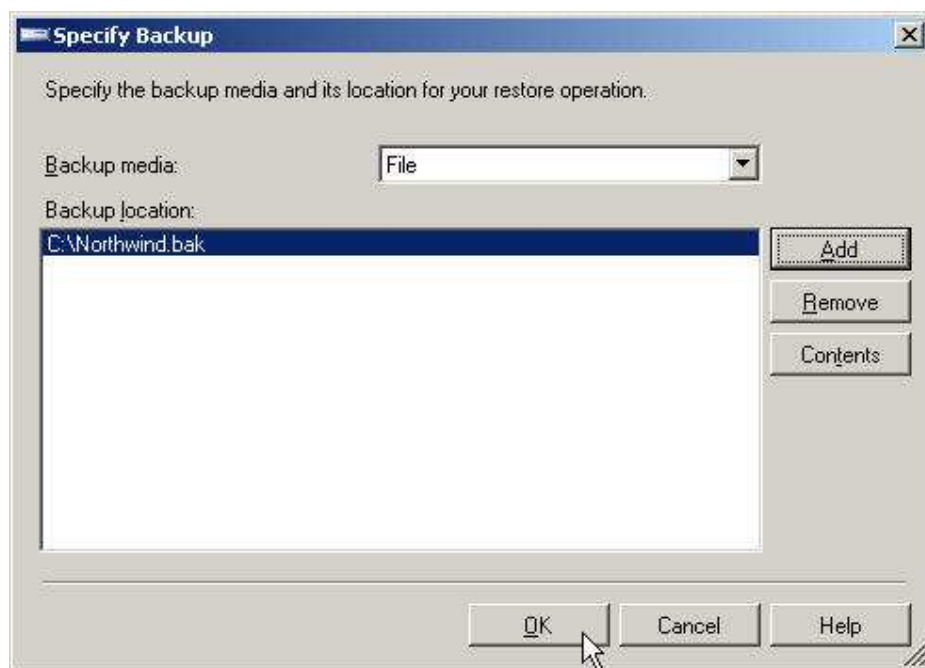 Specify Backup
Specify the backup media and its location for your restore operation.
Backup media:
File
Backup location:
C:\Northwind.bak
Add
Remove
Contents
OK
Cancel
Help